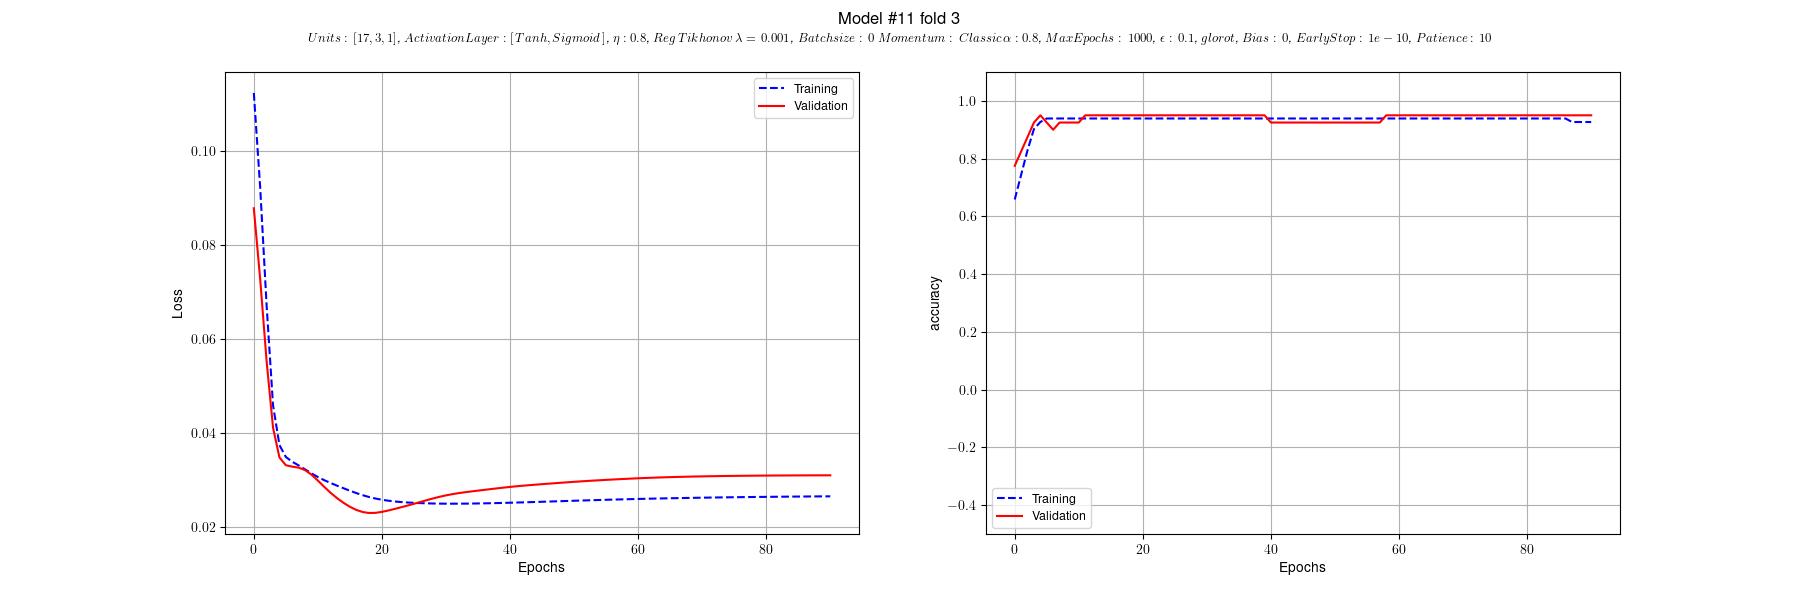 Model #11 fold 3
Units : [17, 3, 1], ActivationLayer : [Tanh, Sigmoid], η : 0.8, Reg Tikhonov λ = 0.001, Batchsize : 0 Momentum : Classicα : 0.8, MaxEpochs : 1000, ϵ : 0.1, glorot, Bias : 0, EarlyStop : 1e − 10, Patience : 10
Training
Validation
0.10
0.08
0.06
0.04
0.02
Loss
0 20 40 60 80
Epochs
1.0
0.8
0.6
0.4
0.2
0.0
−0.2
−0.4
accuracy
Training
Validation
0 20 40 60 80
Epochs